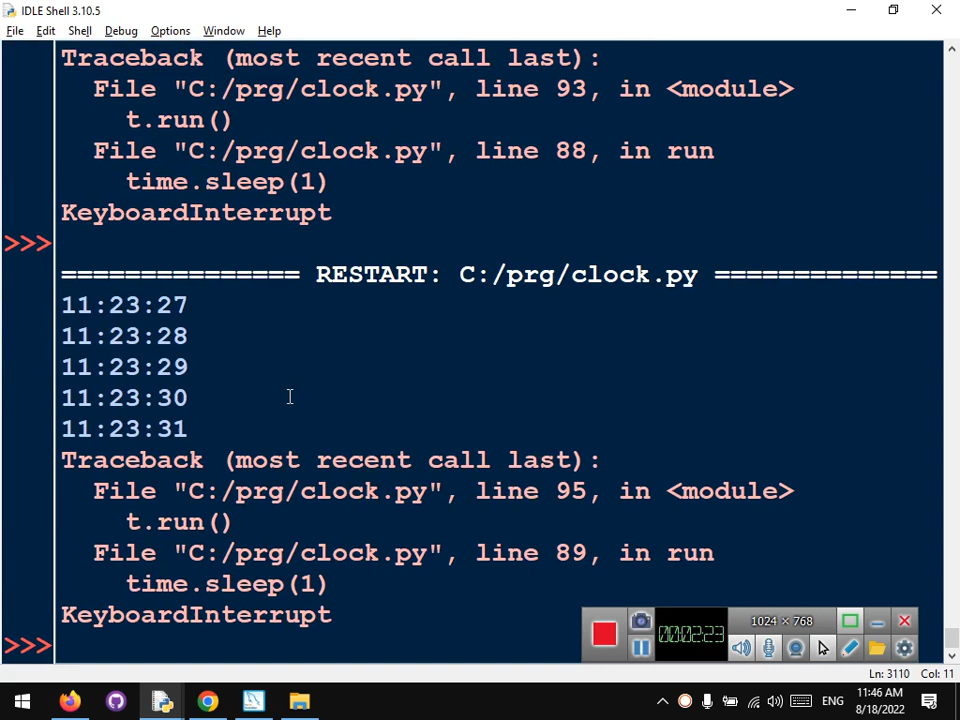 IDLE Shell 3.10.5
File Edit Shell Debug Options Window Help
Traceback (most recent call last):
File "C:/prg/clock.py", line 93, in <module>
t.run()
File "C:/prg/clock.py", line 88, in run
time.sleep(1)
KeyboardInterrupt
>>>
=============== RESTART: C:/prg/clock.py ==============
11:23:27
11:23:28
11:23:29
11:23:30
11:23:31
Traceback (most recent call last):
File "C:/prg/clock.py", line 95, in <module>
t.run()
File "C:/prg/clock.py", line 89, in run
time.sleep(1)
KeyboardInterrupt
>>>
1024 × 768
00:02:23
Ln: 3110 Col: 11
ENG
11:46 AM
8/18/2022